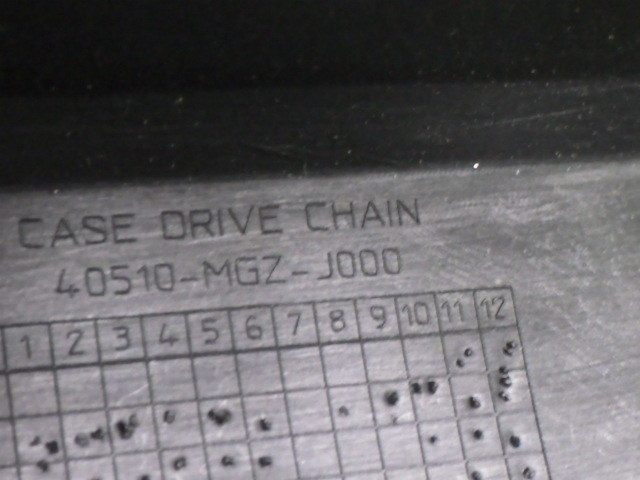 CASE DRIVE CHAIN
40510-MGZ-J000
1 2 3 4 5 6 7 8 9 10 11 12